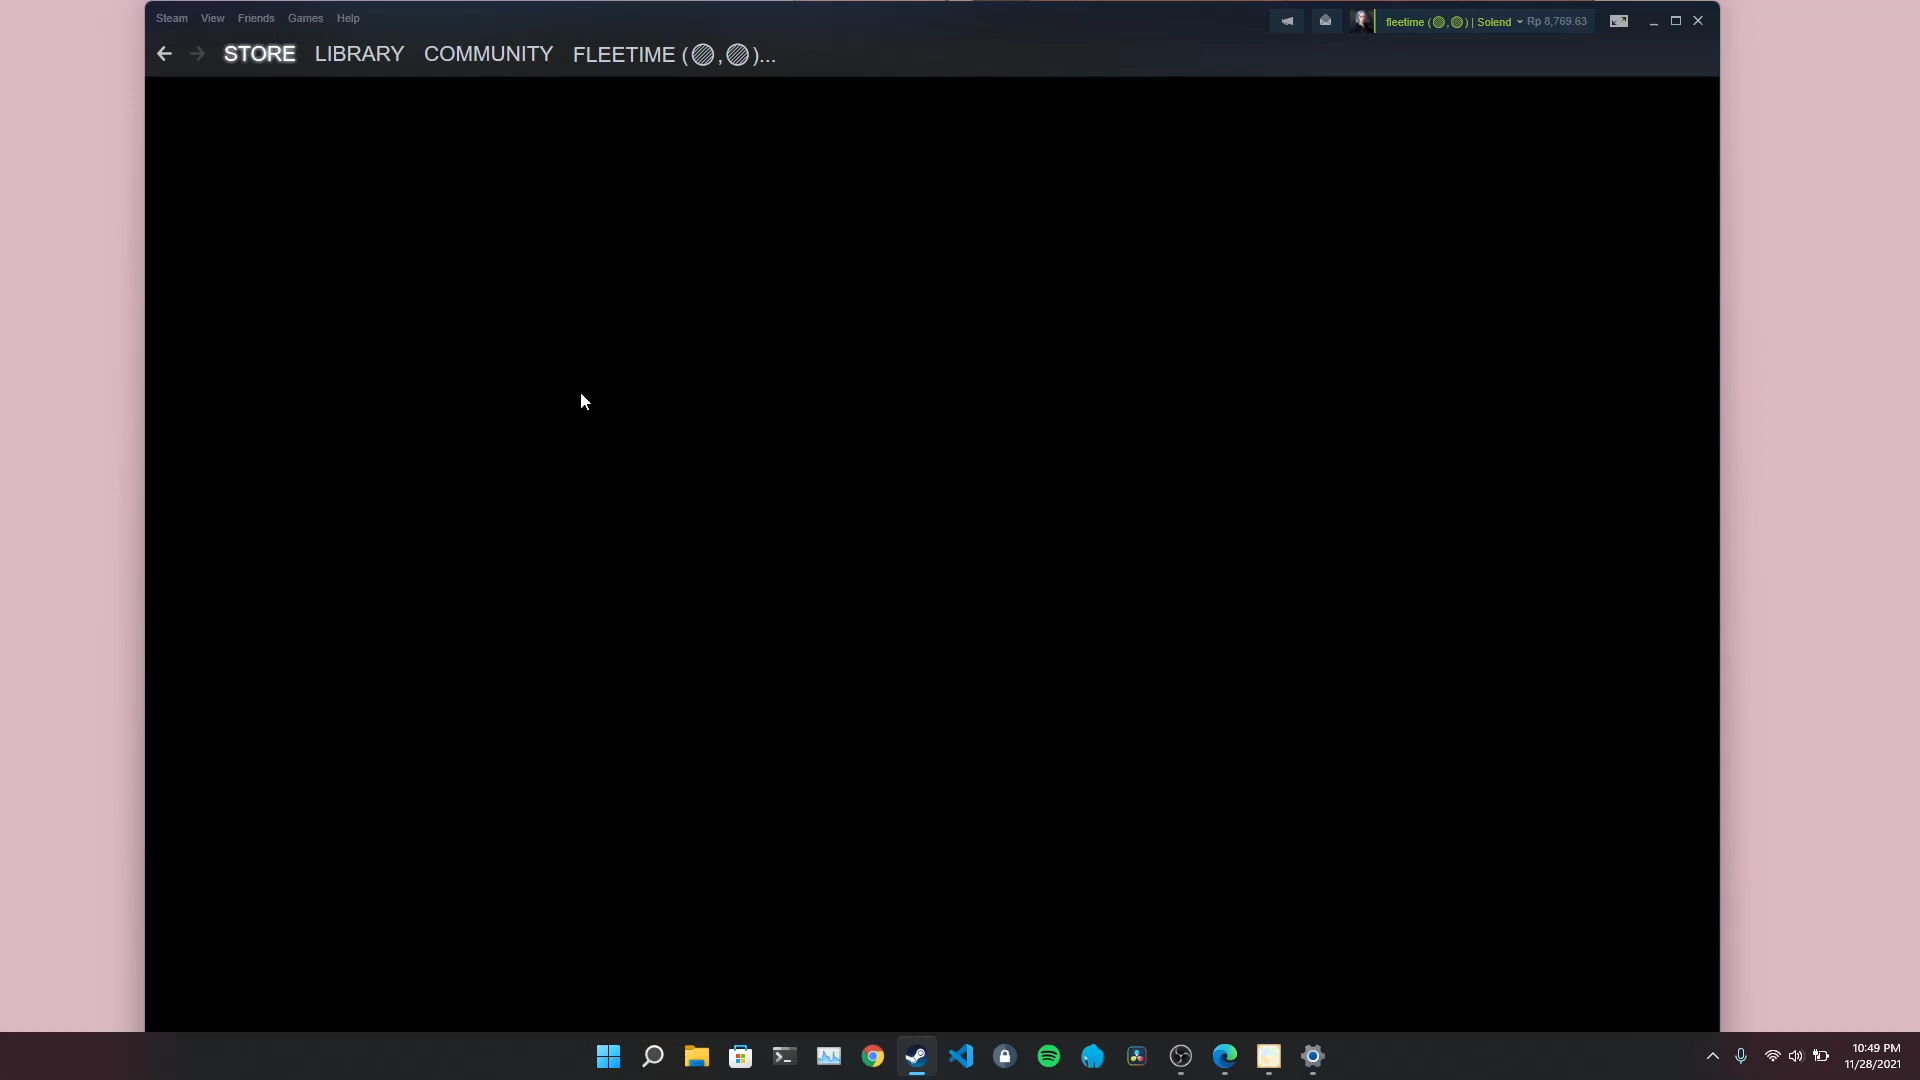 Steam View Friends Games Help
fleetime (◍,◍) | Solend Rp 8,769.63
STORE LIBRARY COMMUNITY FLEETIME (◍,◍)...
10:49 PM
11/28/2021